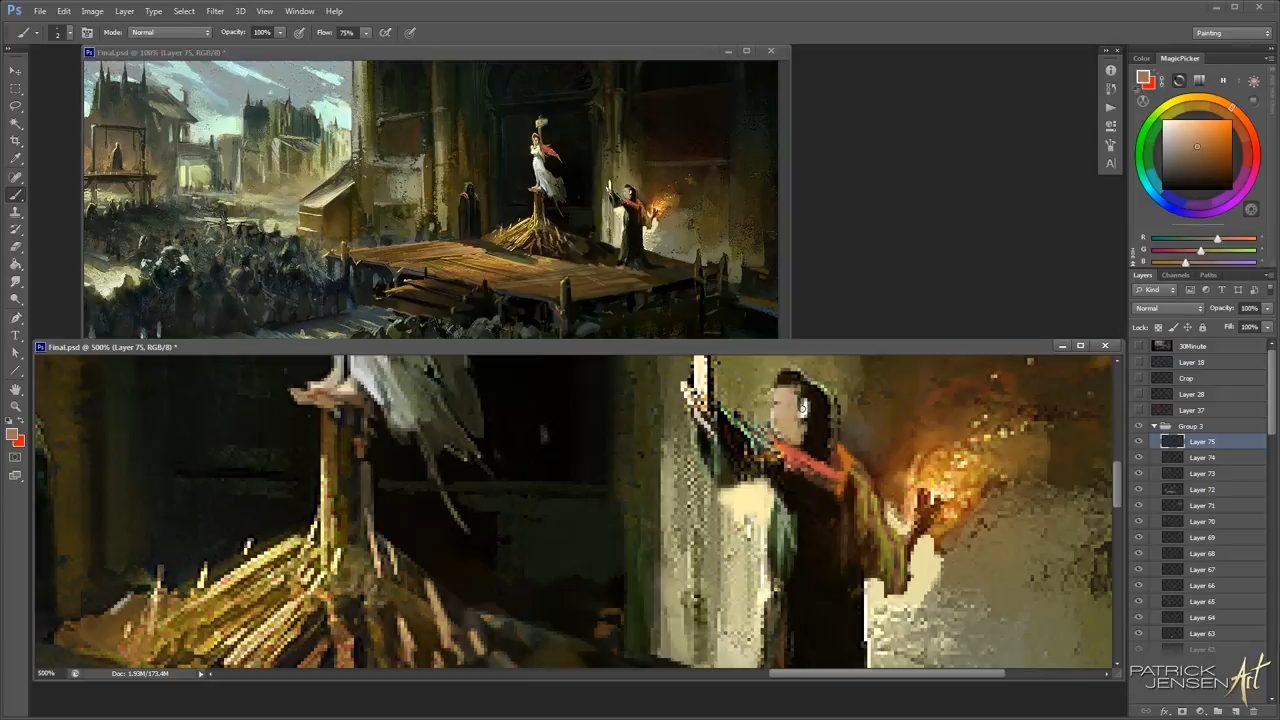 Ps File Edit Image Layer Type Select Filter 3D View Window Help
2 Mode: Normal Opacity: 100% Flow: 75% Painting
Final.psd @ 100% (Layer 75, RGB/8) *
Color MagicPicker
H
R
G
B
Layers Channels Paths
Kind
Normal Opacity: 100%
Lock: Fill: 100%
Final.psd @ 500% (Layer 75, RGB/8) *
30Minute
Layer 18
Crop
Layer 28
Layer 37
Group 3
Layer 75
Layer 74
Layer 73
Layer 72
Layer 71
Layer 70
Layer 69
Layer 68
Layer 67
Layer 66
Layer 65
Layer 64
Layer 63
Layer 62
500% Doc: 1.93M/173.4M
PATRICK
JENSEN Art